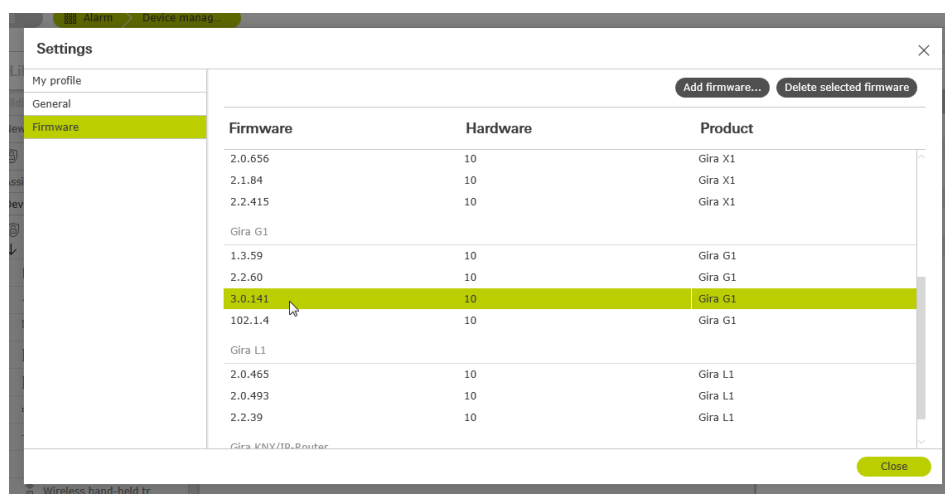 Alarm Device manag...
Settings
My profile
General
Firmware
Add firmware... Delete selected firmware
Firmware Hardware Product
2.0.656 10 Gira X1
2.1.84 10 Gira X1
2.2.415 10 Gira X1
Gira G1
1.3.59 10 Gira G1
2.2.60 10 Gira G1
3.0.141 10 Gira G1
102.1.4 10 Gira G1
Gira L1
2.0.465 10 Gira L1
2.0.493 10 Gira L1
2.2.39 10 Gira L1
Gira KNX/IP-Router
Close
Wireless hand-held tr